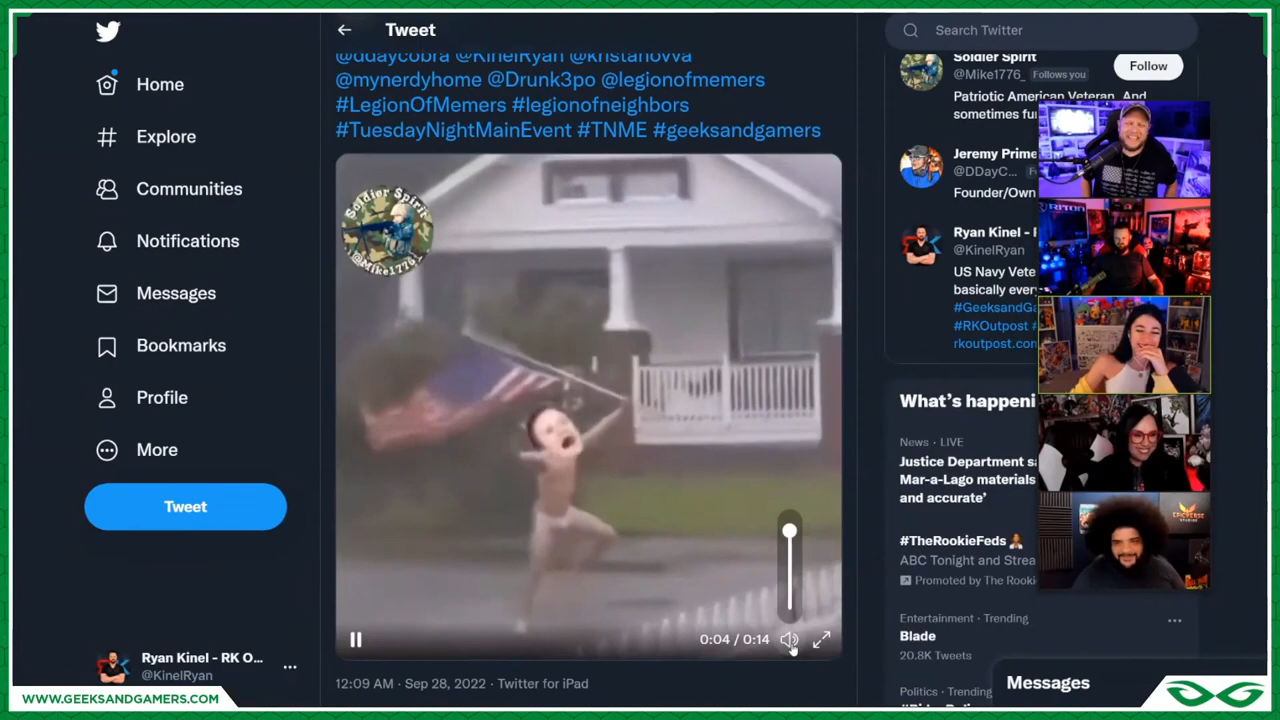 Home
Explore
Communities
Notifications
Messages
Bookmarks
Profile
More
Tweet
Ryan Kinel - RK O...
@KinelRyan
WWW.GEEKSANDGAMERS.COM
Tweet
@ddaycobra @KinelRyan @khstahovva
@mynerdyhome @Drunk3po @legionofmemers
#LegionOfMemers #legionofneighbors
#TuesdayNightMainEvent #TNME #geeksandgamers
Soldier Spirit
@Mike1776_
0:04 / 0:14
12:09 AM · Sep 28, 2022 · Twitter for iPad
Search Twitter
Soldier Spirit
@Mike1776_ Follows you
Follow
Patriotic American Veteran. And
sometimes fu
Jeremy Prime
@DDayC...
Founder/Own
Ryan Kinel - 
@KinelRyan
US Navy Vete
basically ever
#GeeksandGa
#RKOutpost
rkoutpost.con
What's happeni
News · LIVE
Justice Department sa
Mar-a-Lago materials
and accurate'
#TheRookieFeds
ABC Tonight and Strea
Promoted by The Rooki
Entertainment · Trending
Blade
20.8K Tweets
Politics · Trending
Messages